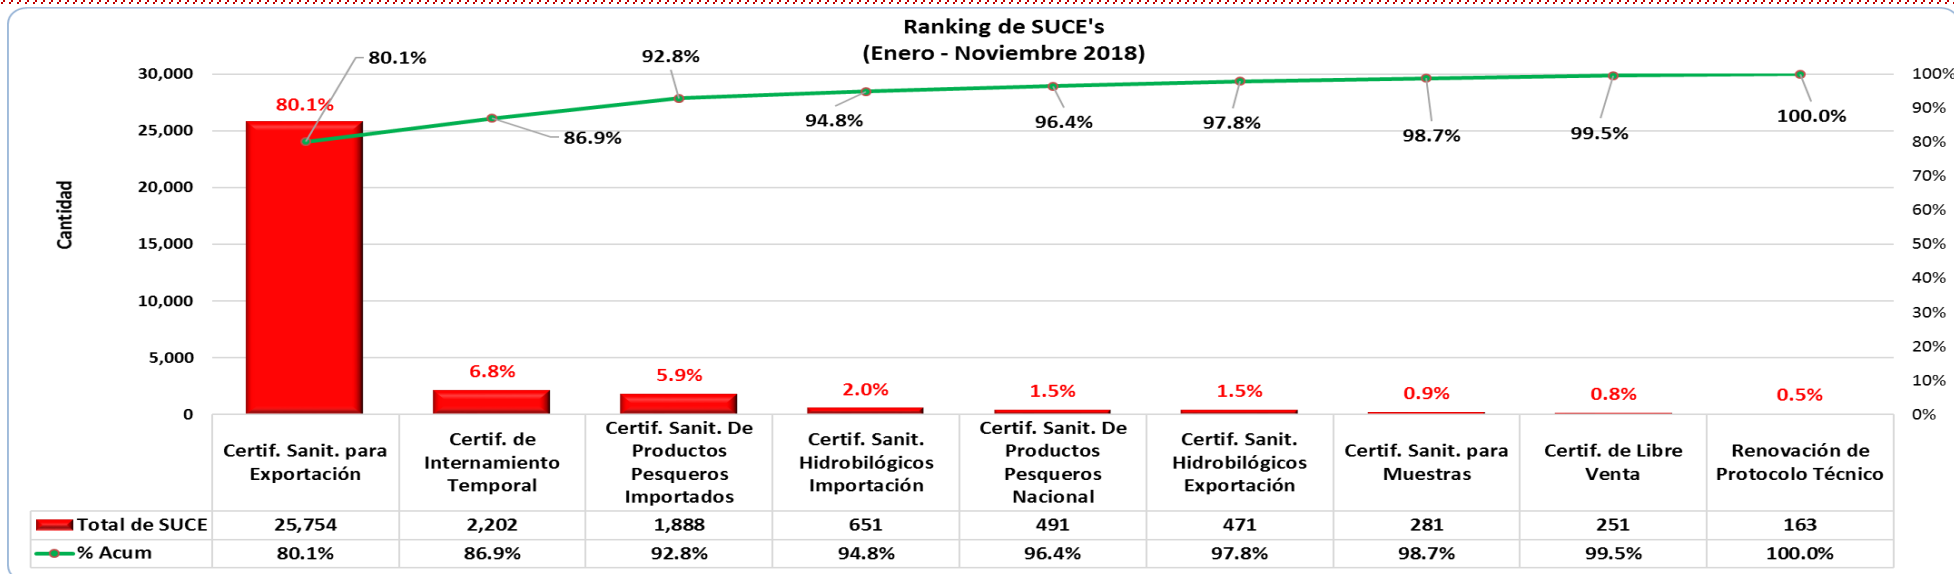 Ranking de SUCE's
(Enero - Noviembre 2018)
80.1%
92.8%
86.9%
94.8%
96.4%
97.8%
98.7%
99.5%
100.0%
Cantidad
30,000
25,000
20,000
15,000
10,000
5,000
0
100%
90%
80%
70%
60%
50%
40%
30%
20%
10%
0%
80.1%
6.8%
5.9%
2.0%
1.5%
1.5%
0.9%
0.8%
0.5%
Certif. Sanit. para
Exportación
Certif. de
Internamiento
Temporal
Certif. Sanit. De
Productos
Pesqueros
Importados
Certif. Sanit.
Hidrobilógicos
Importación
Certif. Sanit. De
Productos
Pesqueros
Nacional
Certif. Sanit.
Hidrobilógicos
Exportación
Certif. Sanit. para
Muestras
Certif. de Libre
Venta
Renovación de
Protocolo Técnico
Total de SUCE 25,754 2,202 1,888 651 491 471 281 251 163
% Acum 80.1% 86.9% 92.8% 94.8% 96.4% 97.8% 98.7% 99.5% 100.0%